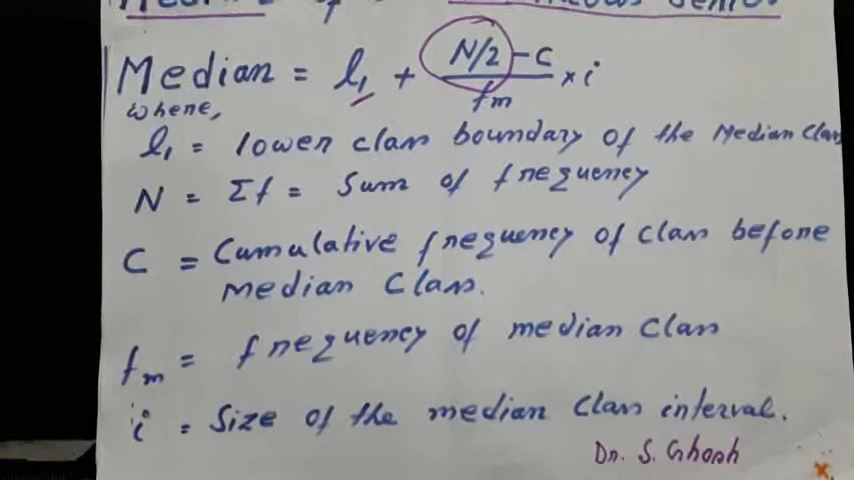 Median = l₁ + N/2 - C / fm × i
where,
l₁ = lower class boundary of the Median Class
N = Σf = Sum of frequency
C = Cumulative frequency of class before
median Class.
fm = frequency of median Class
i = Size of the median Class interval.
Dr. S. Ghosh